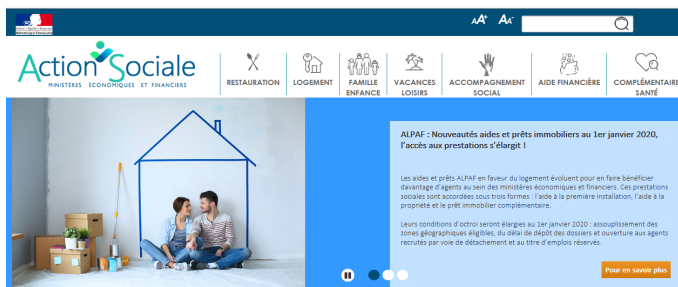 Liberté • Égalité • Fraternité
RÉPUBLIQUE FRANÇAISE
AA+ AA-
Action Sociale
MINISTÈRES ECONOMIQUES ET FINANCIERS
RESTAURATION
LOGEMENT
FAMILLE
ENFANCE
VACANCES
LOISIRS
ACCOMPAGNEMENT
SOCIAL
AIDE FINANCIÈRE
COMPLÉMENTAIRE
SANTÉ
ALPAF : Nouveautés aides et prêts immobiliers au 1er janvier 2020,
l'accès aux prestations s'élargit !
Les aides et prêts ALPAF en faveur du logement évoluent pour en faire bénéficier
davantage d'agents au sein des ministères économiques et financiers. Ces prestations
sociales sont accordées sous trois formes : l'aide à la première installation, l'aide à la
propriété et le prêt immobilier complémentaire.
Leurs conditions d'octroi seront élargies au 1er janvier 2020 : assouplissement des
zones géographiques éligibles, du délai de dépôt des dossiers et ouverture aux agents
recrutés par voie de détachement et au titre d'emplois réservés.
Pour en savoir plus